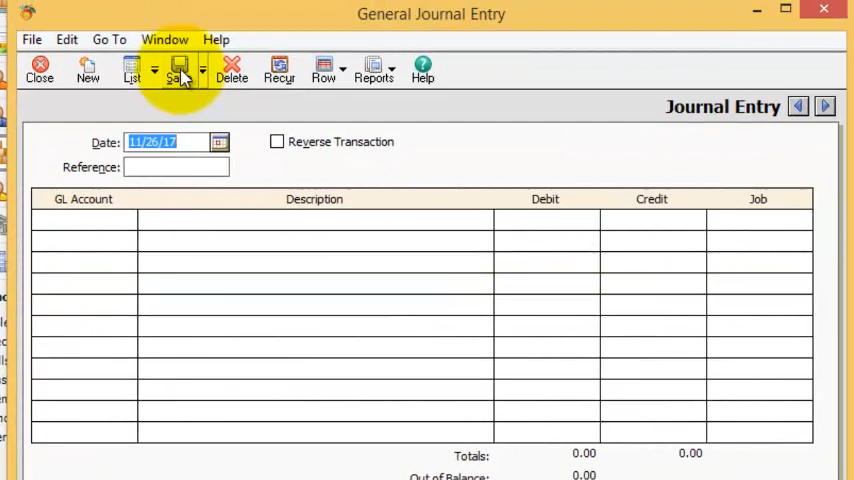 General Journal Entry
File Edit Go To Window Help
Close New List Save Delete Recur Row Reports Help
Journal Entry
Date: 11/26/17 Reverse Transaction
Reference:
GL Account Description Debit Credit Job
Totals: 0.00 0.00
Out of Balance: 0.00